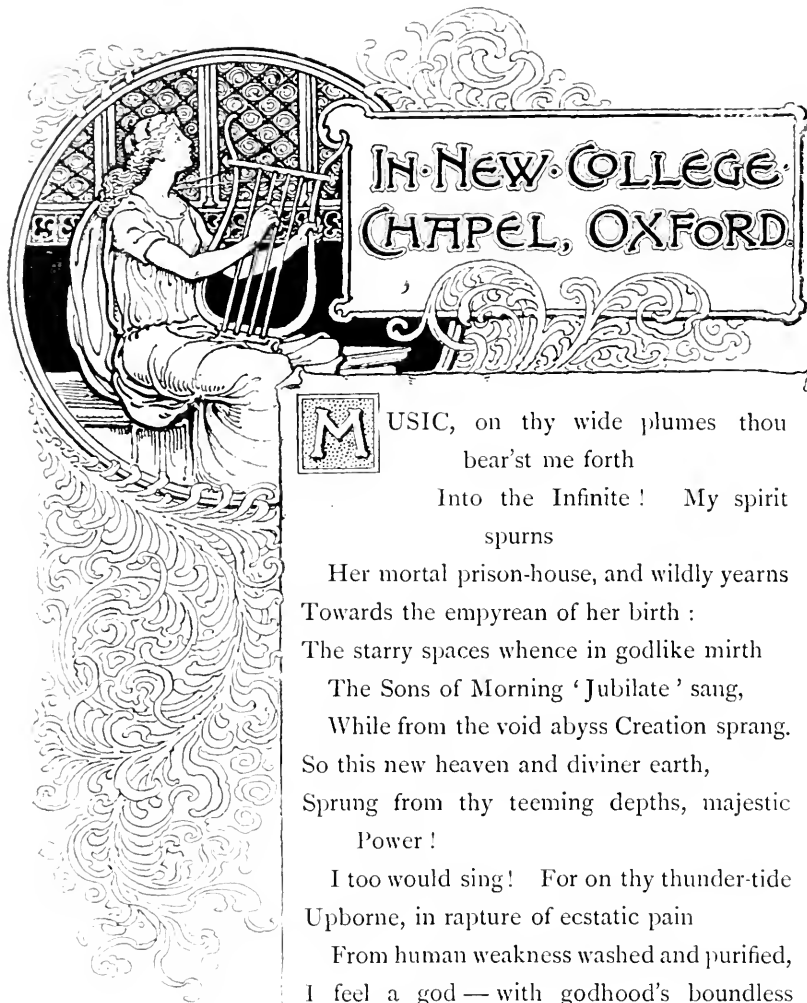 IN·NEW·COLLEGE·
CHAPEL, OXFORD.
MUSIC, on thy wide plumes thou
bear'st me forth
Into the Infinite ! My spirit
spurns
Her mortal prison-house, and wildly yearns
Towards the empyrean of her birth :
The starry spaces whence in godlike mirth
The Sons of Morning ‘ Jubilate ’ sang,
While from the void abyss Creation sprang.
So this new heaven and diviner earth,
Sprung from thy teeming depths, majestic
Power !
I too would sing ! For on thy thunder-tide
Upborne, in rapture of ecstatic pain
From human weakness washed and purified,
I feel a god — with godhood's boundless